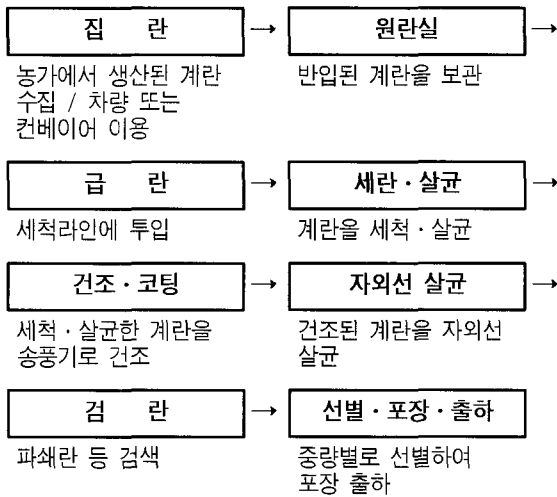 집 란 → 원란실 →
농가에서 생산된 계란
수집 / 차량 또는
컨베이어 이용
반입된 계란을 보관
급 란 → 세란·살균 →
세척라인에 투입
계란을 세척·살균
건조·코팅 → 자외선 살균 →
세척·살균한 계란을
송풍기로 건조
건조된 계란을 자외선
살균
검 란 → 선별·포장·출하
파쇄란 등 검색
중량별로 선별하여
포장 출하